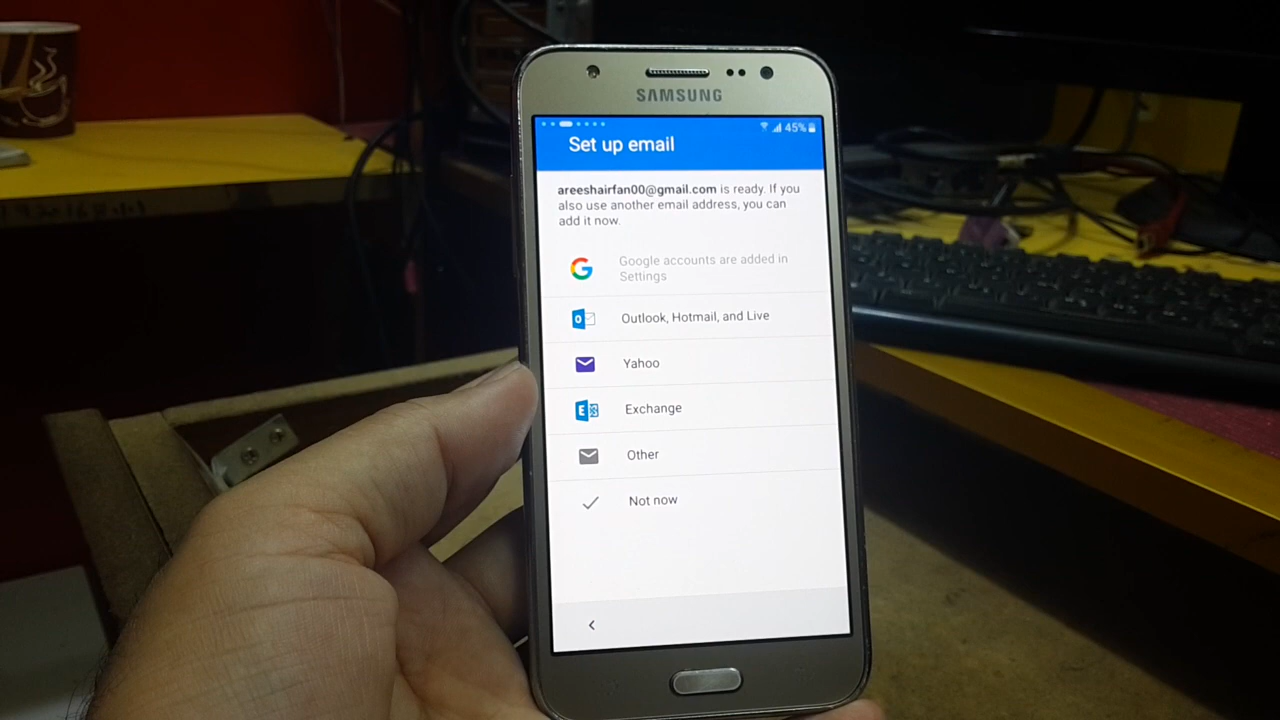 SAMSUNG
45%
Set up email
areeshairfan00@gmail.com is ready. If you
also use another email address, you can
add it now.
Google accounts are added in
Settings
Outlook, Hotmail, and Live
Yahoo
Exchange
Other
Not now